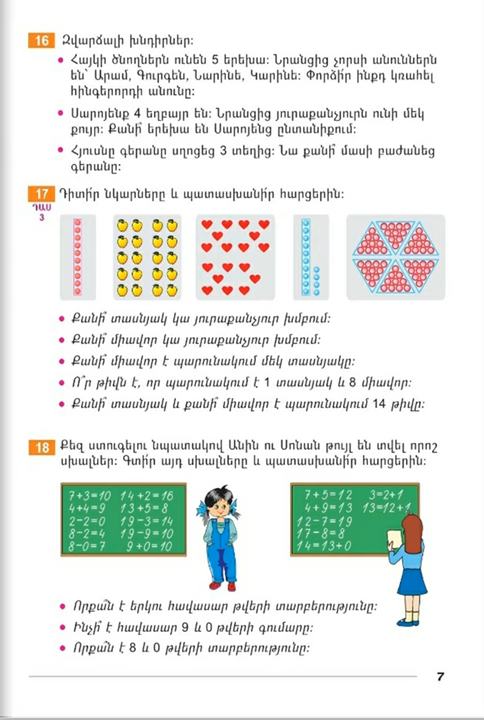 16 Զվարճալի խնդիրներ:
• Հայկի ծնողներն ունեն 5 երեխա: Նրանցից չորսի անուններն
են՝ Արամ, Գուրգեն, Նարինե, Կարինե: Փորձի՛ր ինքդ կռահել
հինգերորդի անունը:
• Սարոյենք 4 եղբայր են: Նրանցից յուրաքանչյուրն ունի մեկ
քույր: Քանի՞ երեխա են Սարոյենց ընտանիքում:
• Հյուսնը գերանը սղոցեց 3 տեղից: Նա քանի՞ մասի բաժանեց
գերանը:
17 Դիտի՛ր նկարները և պատասխանի՛ր հարցերին:
ԴԱՍ
3
• Քանի՞ տասնյակ կա յուրաքանչյուր խմբում:
• Քանի՞ միավոր կա յուրաքանչյուր խմբում:
• Քանի՞ միավոր է պարունակում մեկ տասնյակը:
• Ո՞ր թիվն է, որ պարունակում է 1 տասնյակ և 8 միավոր:
• Քանի՞ տասնյակ և քանի՞ միավոր է պարունակում 14 թիվը:
18 Քեզ ստուգելու նպատակով Անին ու Սոնան թույլ են տվել որոշ
սխալներ: Գտի՛ր այդ սխալները և պատասխանի՛ր հարցերին:
7+3=10 14+2=16
4+4=9 13+5=8
2-2=0 19-3=14
8-2=4 19-9=10
8-0=7 9+0=10
7+5=12 3=2+1
4+9=13 13=12+1
12-7=19
17-8=8
14=13+0
• Որքա՞ն է երկու հավասար թվերի տարբերությունը:
• Ինչի՞ է հավասար 9 և 0 թվերի գումարը:
• Որքա՞ն է 8 և 0 թվերի տարբերությունը:
7